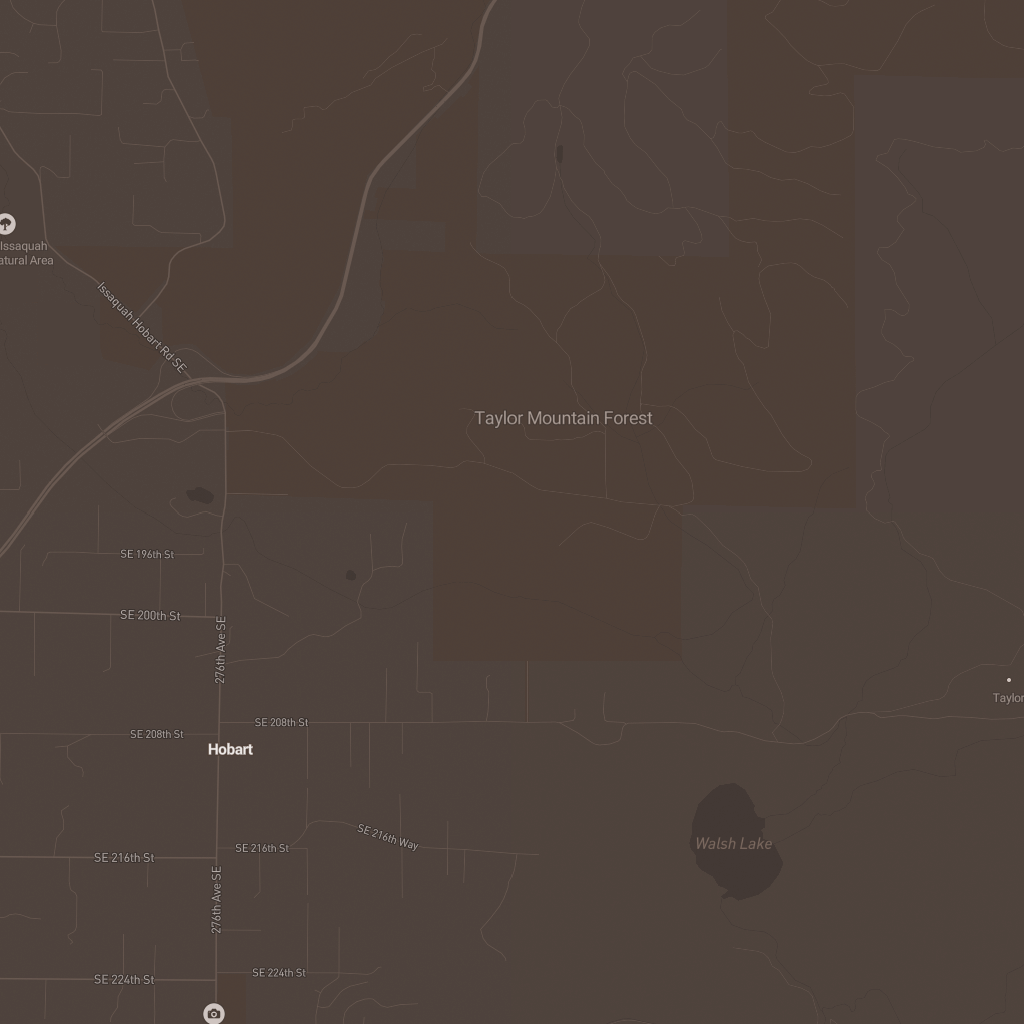 Issaquah
atural Area
Issaquah Hobart Rd SE
Taylor Mountain Forest
SE 196th St
SE 200th St
276th Ave SE
Taylor
SE 208th St
SE 208th St
Hobart
SE 216th Way
Walsh Lake
SE 216th St
SE 216th St
276th Ave SE
SE 224th St
SE 224th St